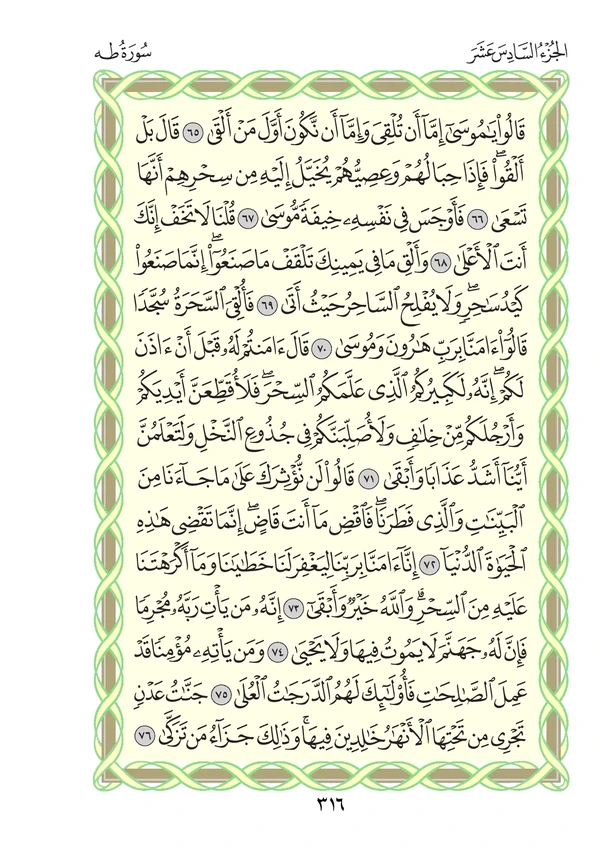 الجُزْءُ السَّادِسَ عَشَرَ
سُورَةُ طه
قَالُوا۟ يَـٰمُوسَىٰٓ إِمَّآ أَن تُلْقِىَ وَإِمَّآ أَن نَّكُونَ أَوَّلَ مَنْ أَلْقَىٰ ٦٥ قَالَ بَلْ
أَلْقُوا۟ۖ فَإِذَا حِبَالُهُمْ وَعِصِيُّهُمْ يُخَيَّلُ إِلَيْهِ مِن سِحْرِهِمْ أَنَّهَا
تَسْعَىٰ ٦٦ فَأَوْجَسَ فِى نَفْسِهِۦ خِيفَةً مُّوسَىٰ ٦٧ قُلْنَا لَا تَخَفْ إِنَّكَ
أَنتَ ٱلْأَعْلَىٰ ٦٨ وَأَلْقِ مَا فِى يَمِينِكَ تَلْقَفْ مَا صَنَعُوٓا۟ۖ إِنَّمَا صَنَعُوا۟
كَيْدُ سَـٰحِرٍۖ وَلَا يُفْلِحُ ٱلسَّاحِرُ حَيْثُ أَتَىٰ ٦٩ فَأُلْقِىَ ٱلسَّحَرَةُ سُجَّدًا
قَالُوٓا۟ ءَامَنَّا بِرَبِّ هَـٰرُونَ وَمُوسَىٰ ٧٠ قَالَ ءَامَنتُمْ لَهُۥ قَبْلَ أَنْ ءَاذَنَ
لَكُمْۖ إِنَّهُۥ لَكَبِيرُكُمُ ٱلَّذِى عَلَّمَكُمُ ٱلسِّحْرَۖ فَلَأُقَطِّعَنَّ أَيْدِيَكُمْ
وَأَرْجُلَكُم مِّنْ خِلَـٰفٍ وَلَأُصَلِّبَنَّكُمْ فِى جُذُوعِ ٱلنَّخْلِ وَلَتَعْلَمُنَّ
أَيُّنَآ أَشَدُّ عَذَابًا وَأَبْقَىٰ ٧١ قَالُوا۟ لَن نُّؤْثِرَكَ عَلَىٰ مَا جَآءَنَا مِنَ
ٱلْبَيِّنَـٰتِ وَٱلَّذِى فَطَرَنَاۖ فَٱقْضِ مَآ أَنتَ قَاضٍۖ إِنَّمَا تَقْضِى هَـٰذِهِ
ٱلْحَيَوٰةَ ٱلدُّنْيَآ ٧٢ إِنَّآ ءَامَنَّا بِرَبِّنَا لِيَغْفِرَ لَنَا خَطَـٰيَـٰنَا وَمَآ أَكْرَهْتَنَا
عَلَيْهِ مِنَ ٱلسِّحْرِۗ وَٱللَّهُ خَيْرٌ وَأَبْقَىٰٓ ٧٣ إِنَّهُۥ مَن يَأْتِ رَبَّهُۥ مُجْرِمًا
فَإِنَّ لَهُۥ جَهَنَّمَ لَا يَمُوتُ فِيهَا وَلَا يَحْيَىٰ ٧٤ وَمَن يَأْتِهِۦ مُؤْمِنًا قَدْ
عَمِلَ ٱلصَّـٰلِحَـٰتِ فَأُو۟لَـٰٓئِكَ لَهُمُ ٱلدَّرَجَـٰتُ ٱلْعُلَىٰ ٧٥ جَنَّـٰتُ عَدْنٍ
تَجْرِى مِن تَحْتِهَا ٱلْأَنْهَـٰرُ خَـٰلِدِينَ فِيهَاۚ وَذَٰلِكَ جَزَآءُ مَن تَزَكَّىٰ ٧٦
٣١٦